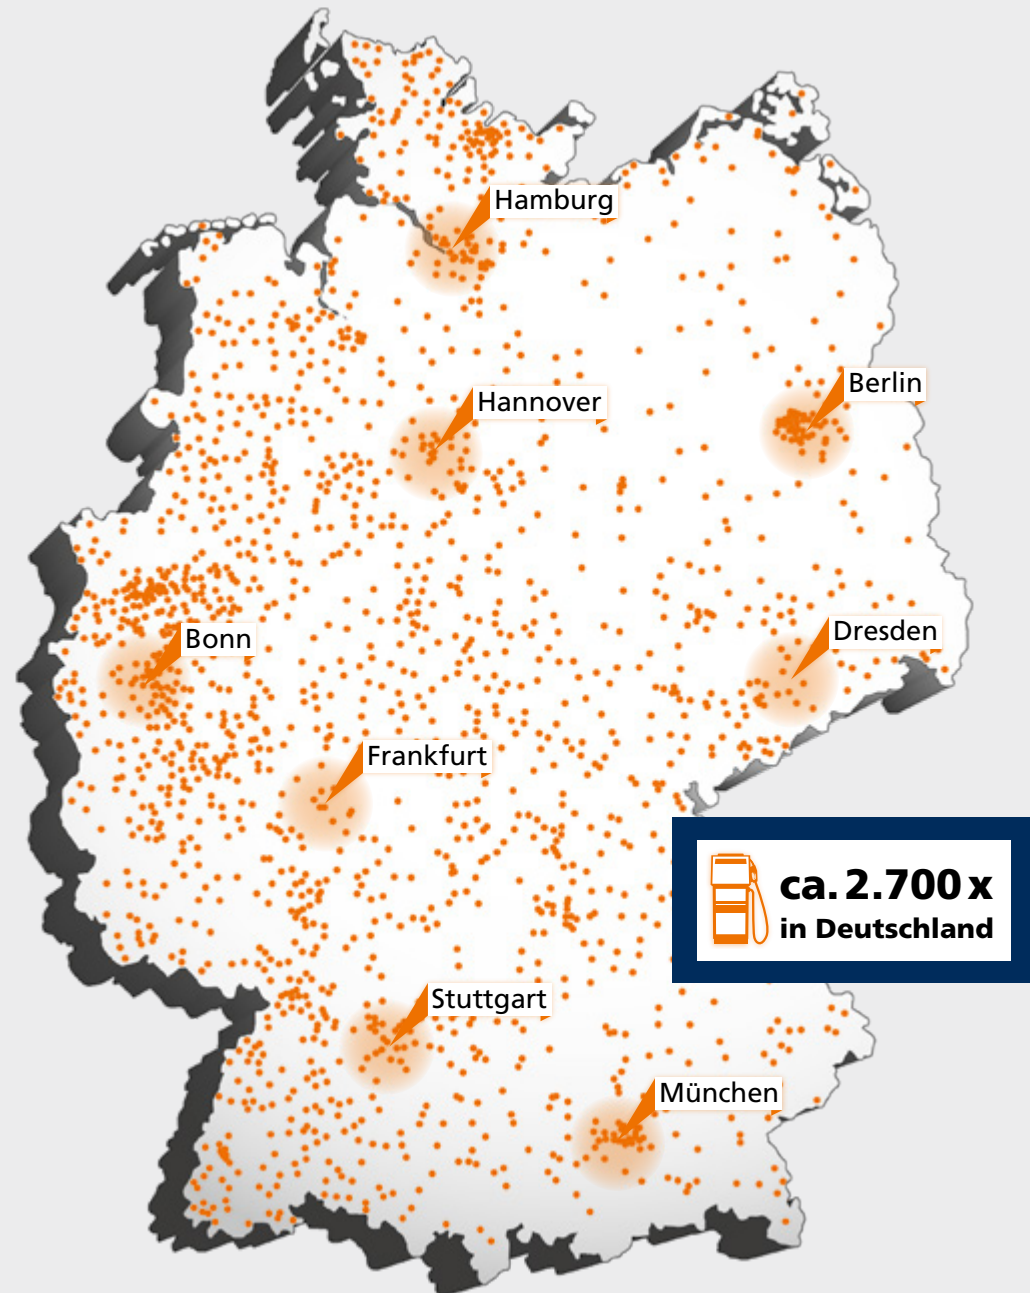 Hamburg
Berlin
Hannover
Dresden
Bonn
Frankfurt
ca. 2.700 x
in Deutschland
Stuttgart
München